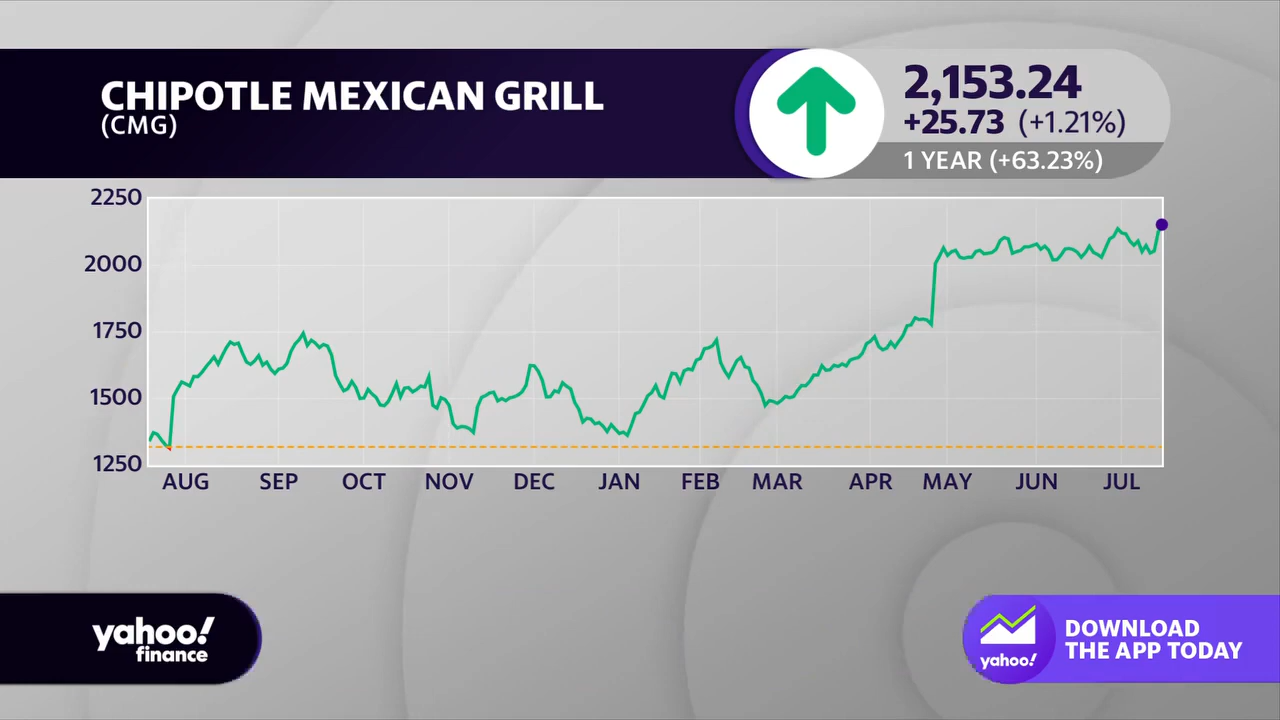 CHIPOTLE MEXICAN GRILL
(CMG)
2,153.24
+25.73 (+1.21%)
1 YEAR (+63.23%)
2250
2000
1750
1500
1250
AUG SEP OCT NOV DEC JAN FEB MAR APR MAY JUN JUL
yahoo!
finance
yahoo!
DOWNLOAD
THE APP TODAY